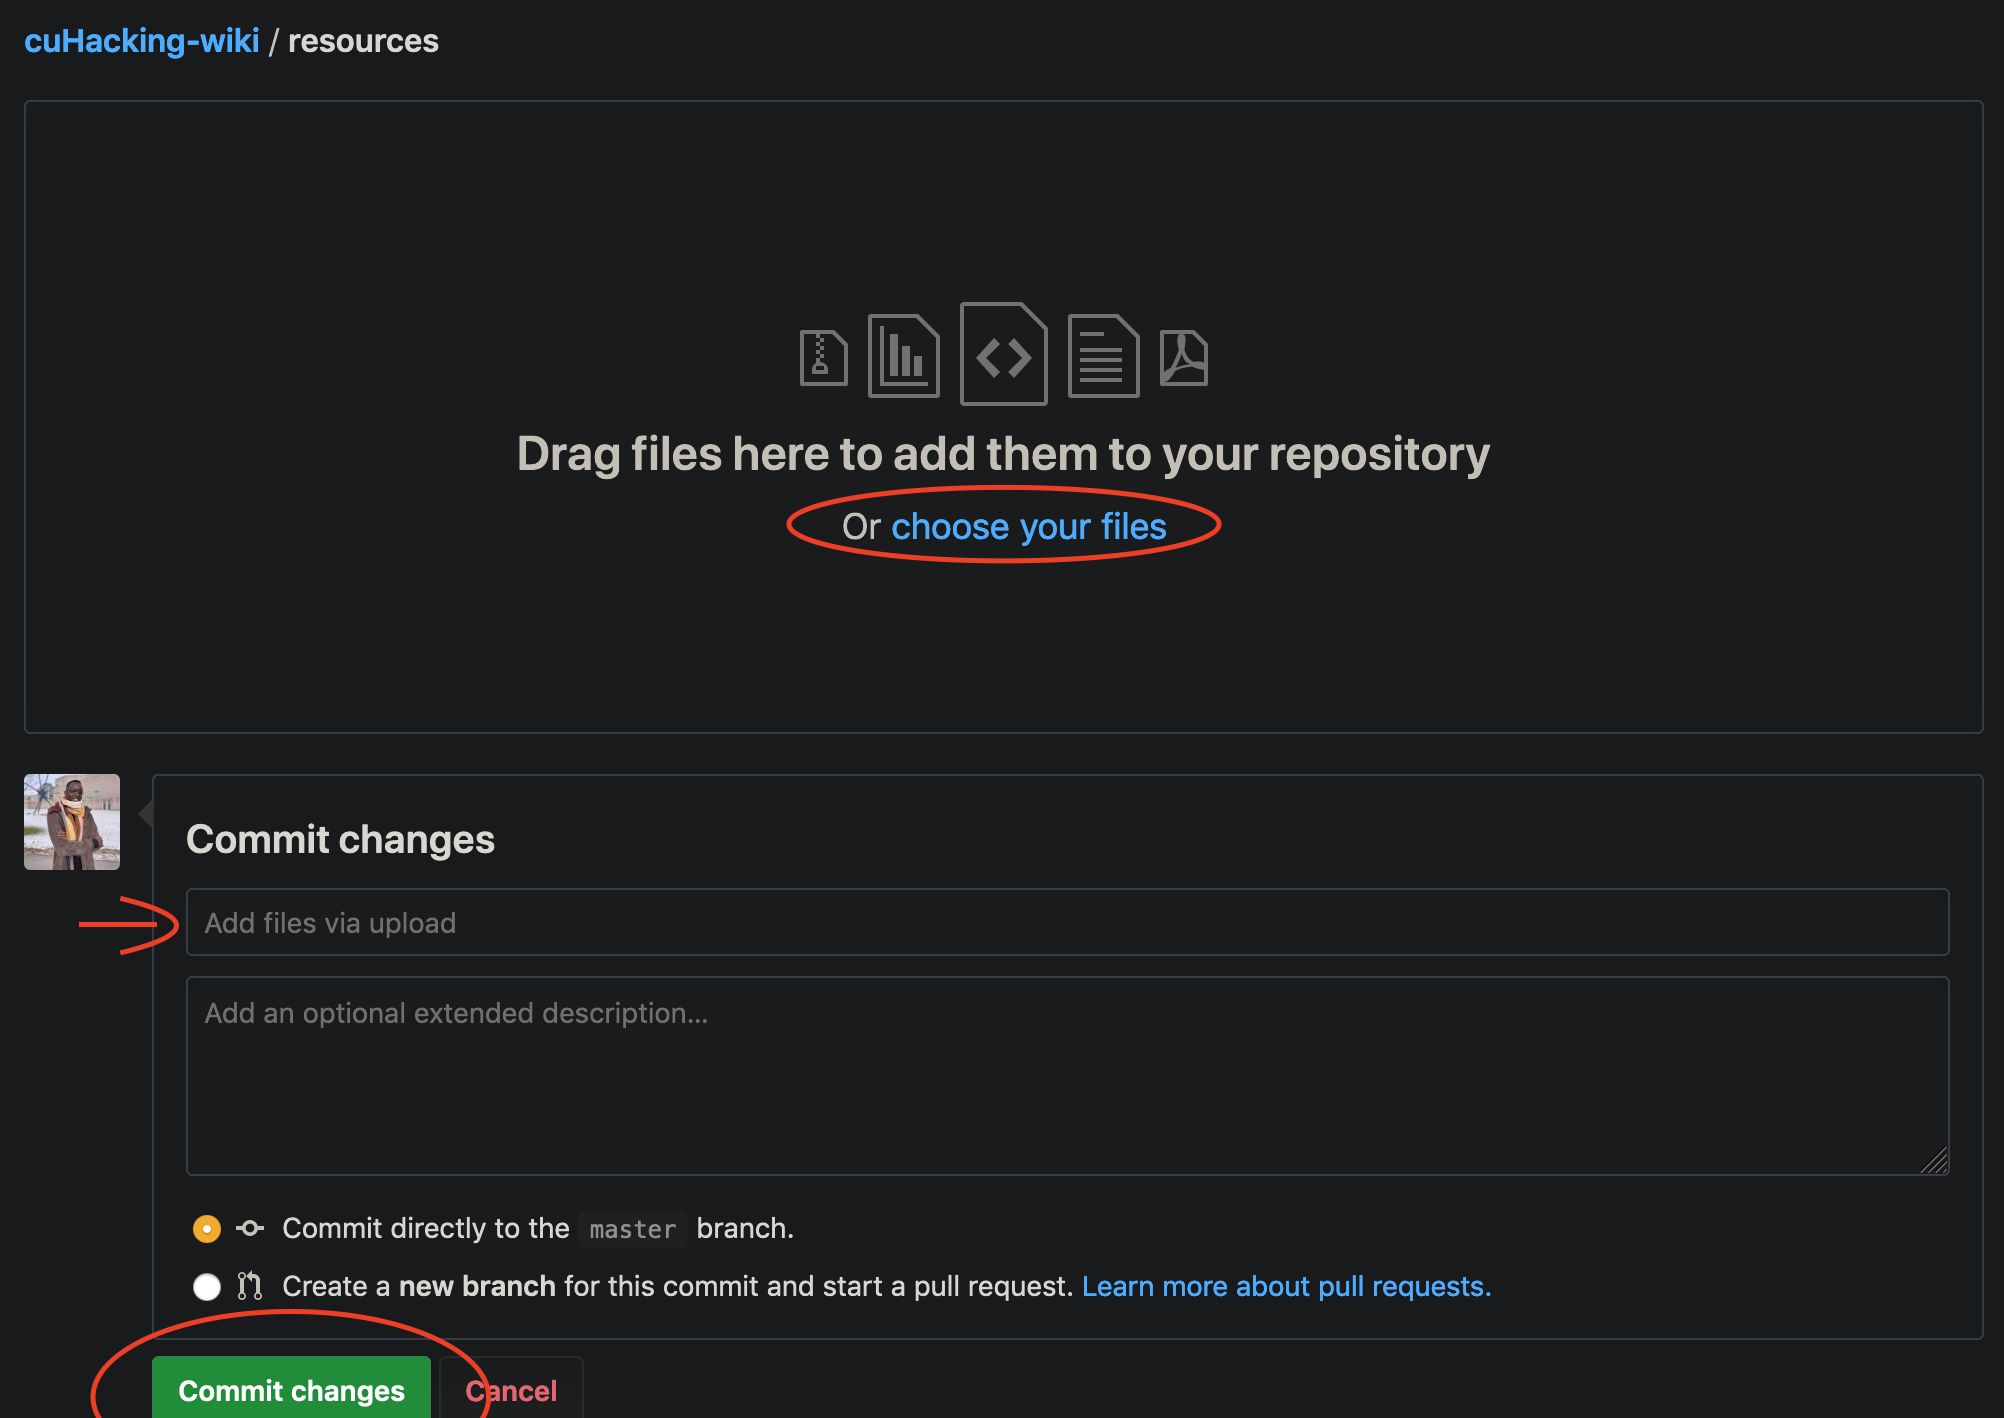 cuHacking-wiki / resources
Drag files here to add them to your repository
Or choose your files
Commit changes
Add files via upload
Add an optional extended description...
Commit directly to the master branch.
Create a new branch for this commit and start a pull request. Learn more about pull requests.
Commit changes Cancel